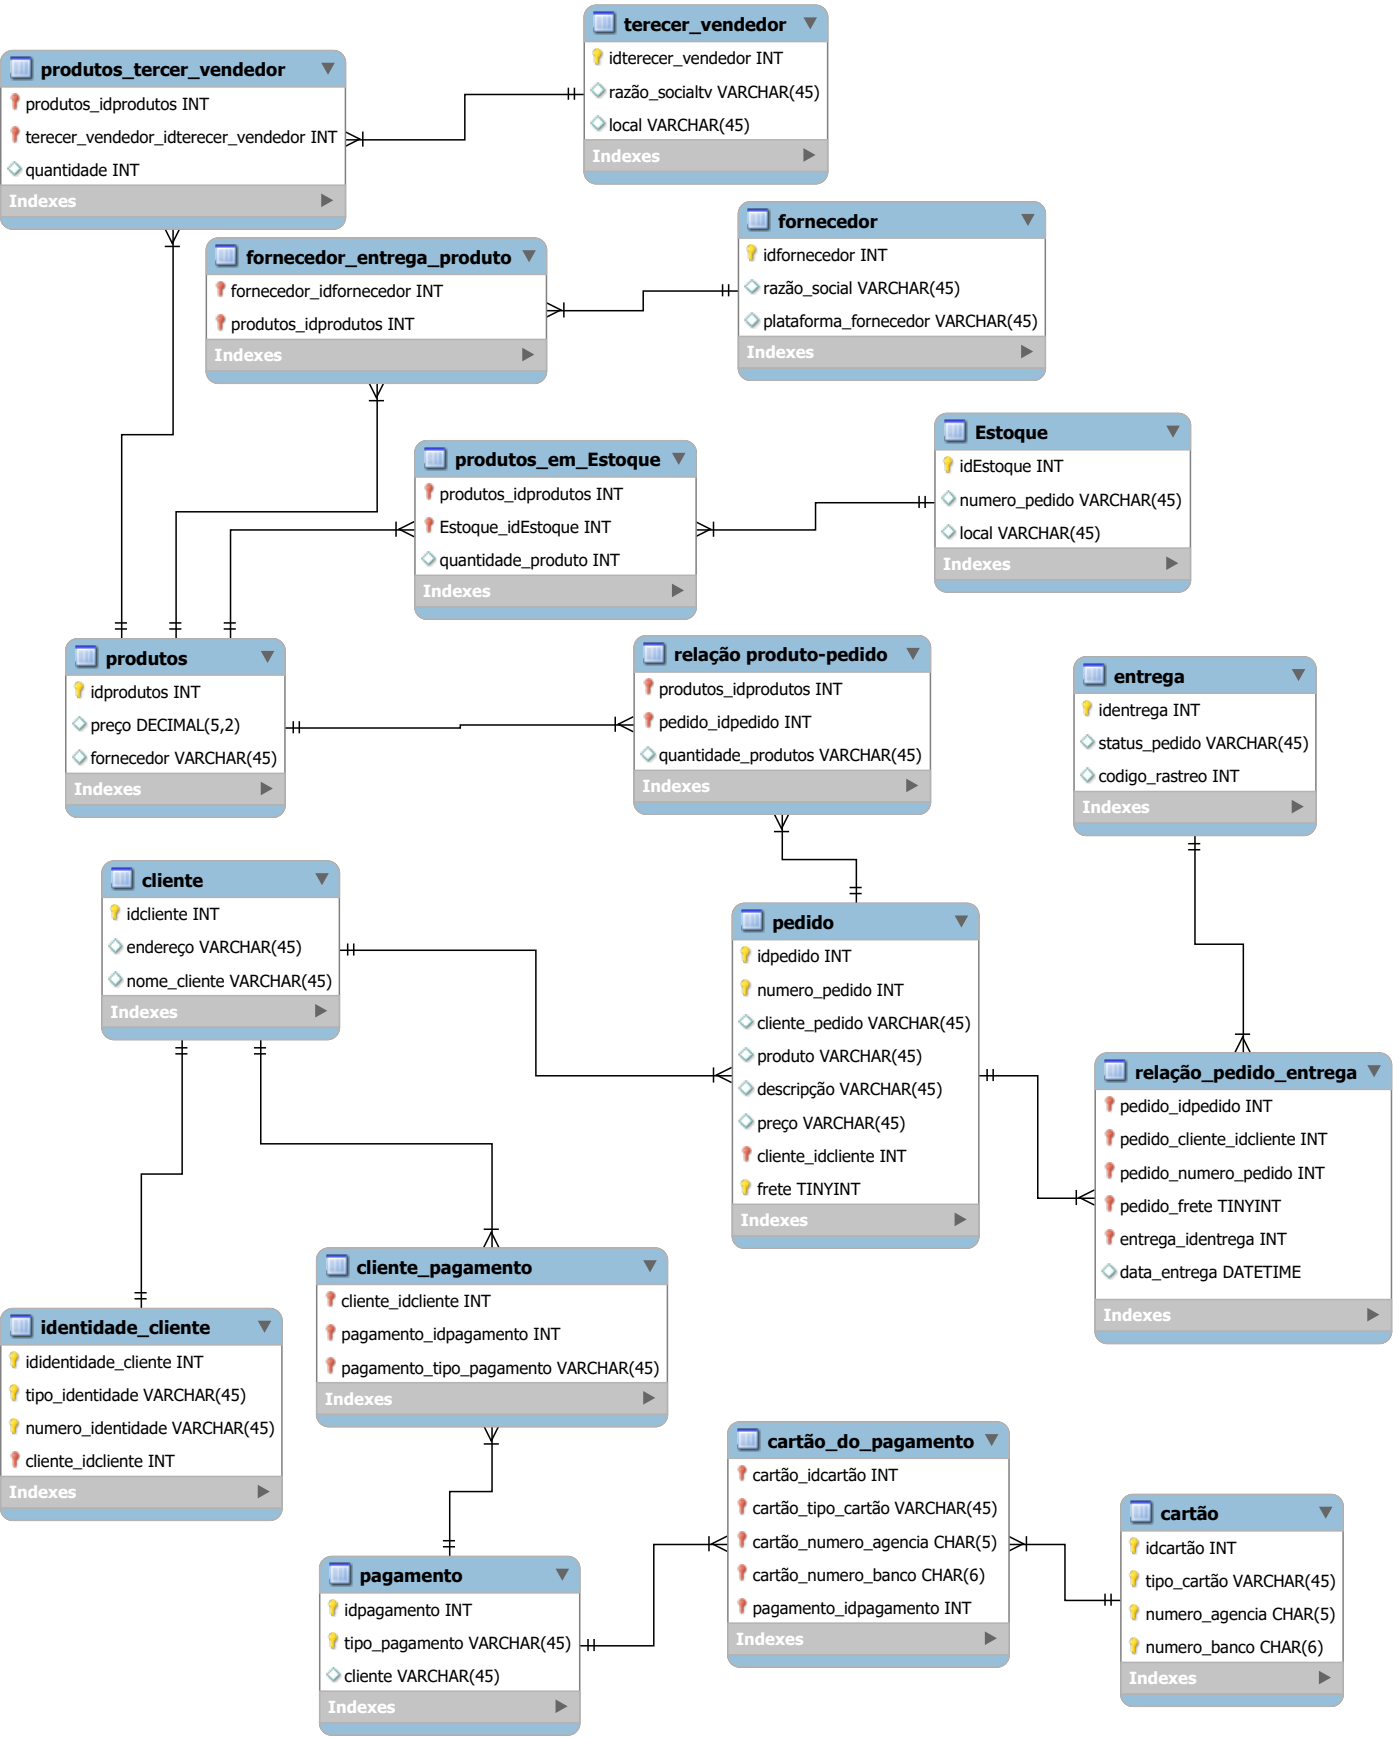 terecer_vendedor
idterecer_vendedor INT
razão_socialtv VARCHAR(45)
local VARCHAR(45)
Indexes
produtos_tercer_vendedor
produtos_idprodutos INT
terecer_vendedor_idterecer_vendedor INT
quantidade INT
Indexes
fornecedor
idfornecedor INT
razão_social VARCHAR(45)
plataforma_fornecedor VARCHAR(45)
Indexes
fornecedor_entrega_produto
fornecedor_idfornecedor INT
produtos_idprodutos INT
Indexes
Estoque
idEstoque INT
numero_pedido VARCHAR(45)
local VARCHAR(45)
Indexes
produtos_em_Estoque
produtos_idprodutos INT
Estoque_idEstoque INT
quantidade_produto INT
Indexes
produtos
idprodutos INT
preço DECIMAL(5,2)
fornecedor VARCHAR(45)
Indexes
relação produto-pedido
produtos_idprodutos INT
pedido_idpedido INT
quantidade_produtos VARCHAR(45)
Indexes
entrega
identrega INT
status_pedido VARCHAR(45)
codigo_rastreo INT
Indexes
cliente
idcliente INT
endereço VARCHAR(45)
nome_cliente VARCHAR(45)
Indexes
pedido
idpedido INT
numero_pedido INT
cliente_pedido VARCHAR(45)
produto VARCHAR(45)
descripção VARCHAR(45)
preço VARCHAR(45)
cliente_idcliente INT
frete TINYINT
Indexes
relação_pedido_entrega
pedido_idpedido INT
pedido_cliente_idcliente INT
pedido_numero_pedido INT
pedido_frete TINYINT
entrega_identrega INT
data_entrega DATETIME
Indexes
cliente_pagamento
cliente_idcliente INT
pagamento_idpagamento INT
pagamento_tipo_pagamento VARCHAR(45)
Indexes
identidade_cliente
ididentidade_cliente INT
tipo_identidade VARCHAR(45)
numero_identidade VARCHAR(45)
cliente_idcliente INT
Indexes
cartão_do_pagamento
cartão_idcartão INT
cartão_tipo_cartão VARCHAR(45)
cartão_numero_agencia CHAR(5)
cartão_numero_banco CHAR(6)
pagamento_idpagamento INT
Indexes
cartão
idcartão INT
tipo_cartão VARCHAR(45)
numero_agencia CHAR(5)
numero_banco CHAR(6)
Indexes
pagamento
idpagamento INT
tipo_pagamento VARCHAR(45)
cliente VARCHAR(45)
Indexes